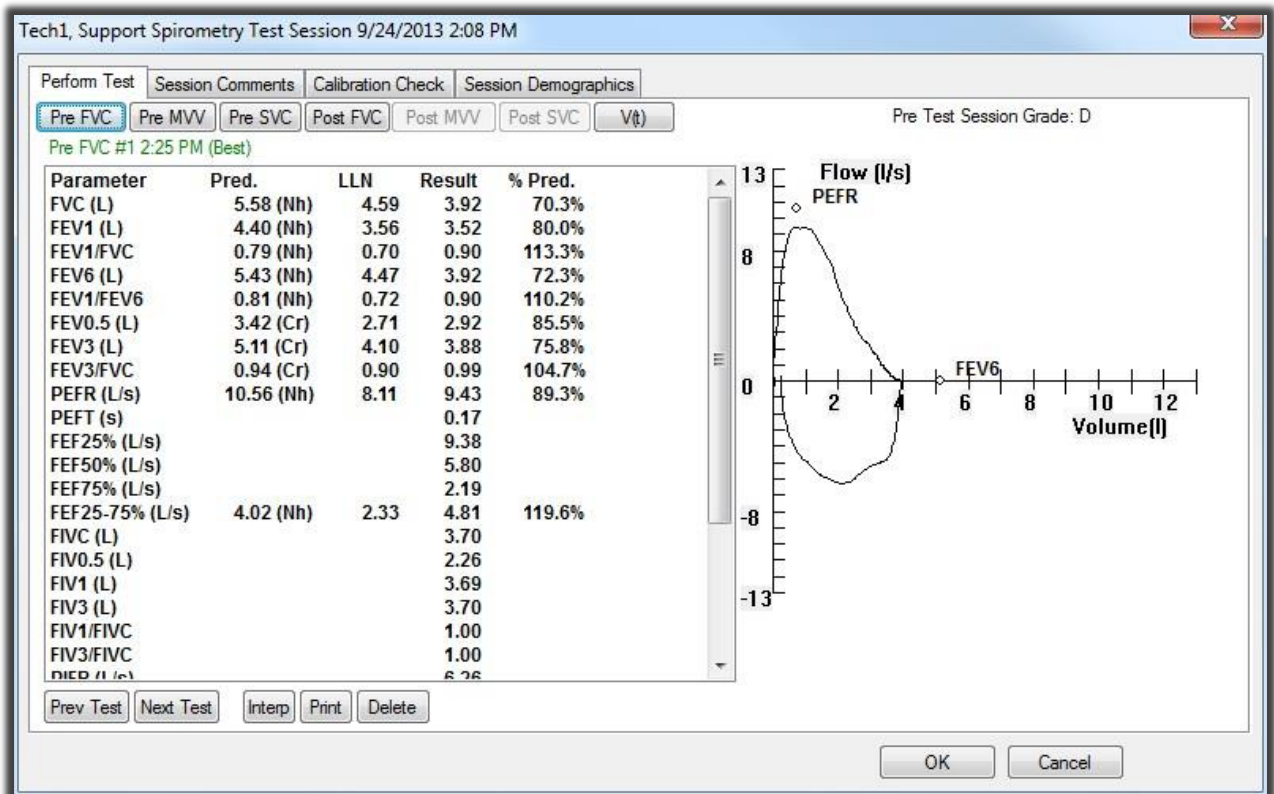 Tech1, Support Spirometry Test Session 9/24/2013 2:08 PM
X
Perform Test Session Comments Calibration Check Session Demographics
Pre FVC Pre MVV Pre SVC Post FVC Post MVV Post SVC V(t)
Pre Test Session Grade: D
Pre FVC #1 2:25 PM (Best)
Parameter Pred. LLN Result % Pred.
FVC (L) 5.58 (Nh) 4.59 3.92 70.3%
FEV1 (L) 4.40 (Nh) 3.56 3.52 80.0%
FEV1/FVC 0.79 (Nh) 0.70 0.90 113.3%
FEV6 (L) 5.43 (Nh) 4.47 3.92 72.3%
FEV1/FEV6 0.81 (Nh) 0.72 0.90 110.2%
FEV0.5 (L) 3.42 (Cr) 2.71 2.92 85.5%
FEV3 (L) 5.11 (Cr) 4.10 3.88 75.8%
FEV3/FVC 0.94 (Cr) 0.90 0.99 104.7%
PEFR (L/s) 10.56 (Nh) 8.11 9.43 89.3%
PEFT (s) 0.17
FEF25% (L/s) 9.38
FEF50% (L/s) 5.80
FEF75% (L/s) 2.19
FEF25-75% (L/s) 4.02 (Nh) 2.33 4.81 119.6%
FIVC (L) 3.70
FIV0.5 (L) 2.26
FIV1 (L) 3.69
FIV3 (L) 3.70
FIV1/FIVC 1.00
FIV3/FIVC 1.00
PIFR (L/s) 6.26
13 Flow (l/s)
PEFR
8
0
FEV6
2 4 6 8 10 12
Volume(l)
-8
-13
Prev Test Next Test Interp Print Delete
OK Cancel